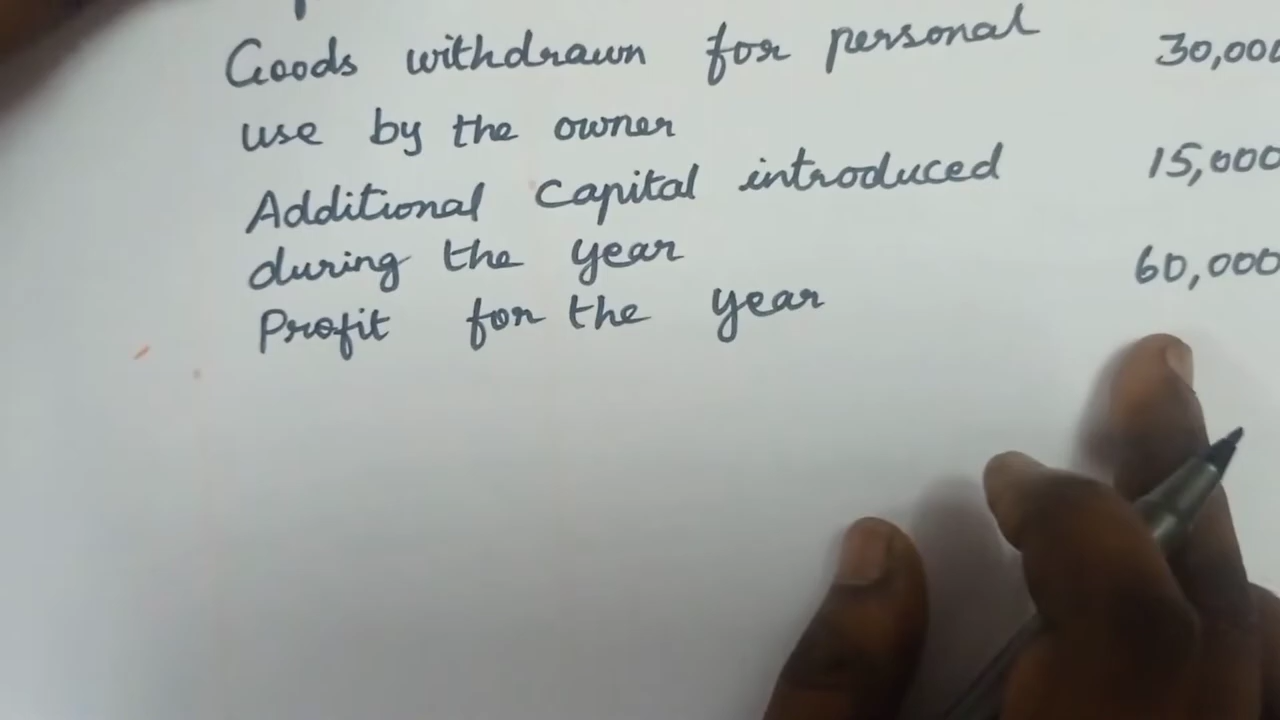 Goods withdrawn for personal 30,000
use by the owner
Additional Capital introduced 15,000
during the year
Profit for the year 60,000